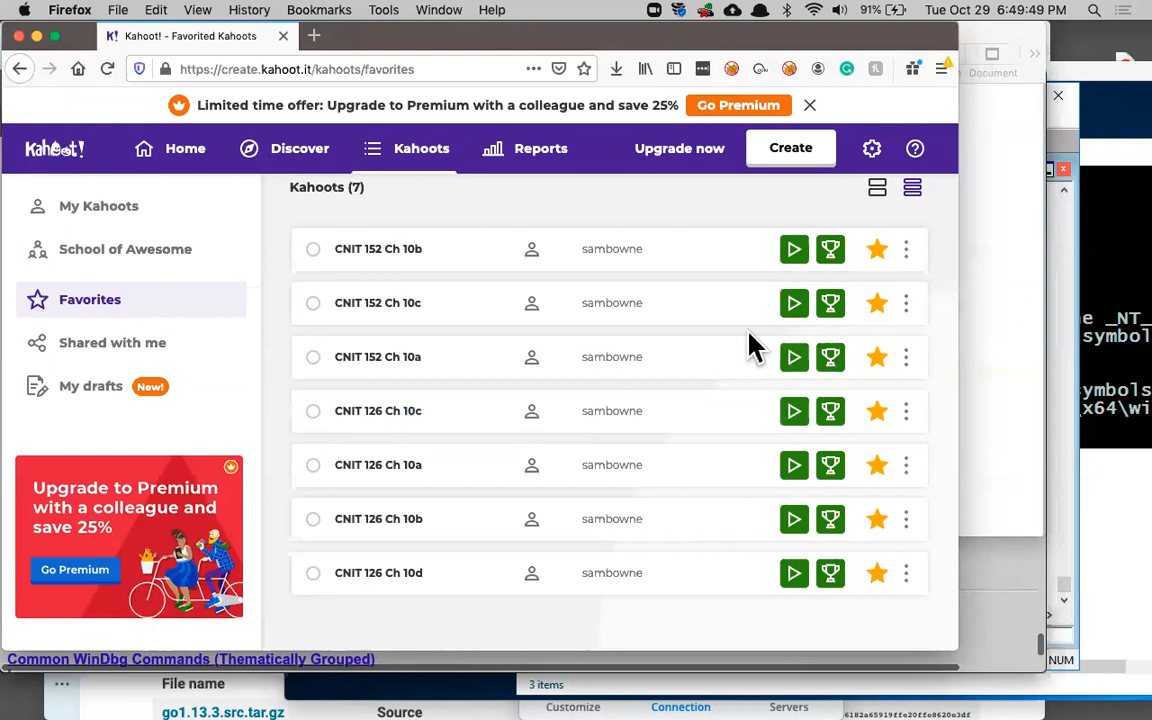 Firefox File Edit View History Bookmarks Tools Window Help 91% Tue Oct 29 6:49:49 PM
K! Kahoot! - Favorited Kahoots
https://create.kahoot.it/kahoots/favorites
Document
Limited time offer: Upgrade to Premium with a colleague and save 25% Go Premium
Kahoot! Home Discover Kahoots Reports Upgrade now Create
My Kahoots
School of Awesome
Favorites
Shared with me
My drafts New!
Upgrade to Premium
with a colleague and
save 25%
Go Premium
Kahoots (7)
CNIT 152 Ch 10b sambowne
CNIT 152 Ch 10c sambowne
CNIT 152 Ch 10a sambowne
CNIT 126 Ch 10c sambowne
CNIT 126 Ch 10a sambowne
CNIT 126 Ch 10b sambowne
CNIT 126 Ch 10d sambowne
e _NT_
symbol
symbols
\x64\wi
Common WinDbg Commands (Thematically Grouped)
NUM
File name
3 items
go1.13.3.src.tar.gz Source
Customize Connection Servers